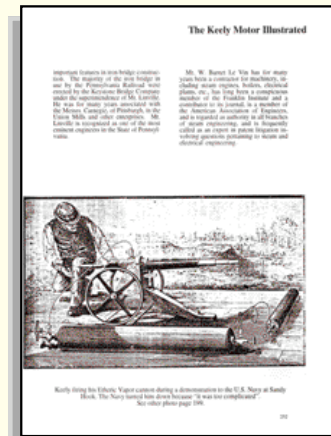 The Keely Motor Illustrated
important features in iron bridge construc-
tion. The majority of the iron bridge in
use by the Pennsylvania Railroad were
erected by the Keystone Bridge Company
under the superintendence of Mr. Linville.
He was for many years associated with
the Messrs. Carnegie, of Pittsburgh, in the
Union Mills and other enterprises. Mr.
Linville is recognized as one of the most
eminent engineers in the State of Pennsyl-
vania.
Mr. W. Barnet Le Van has for many
years been a contractor for machinery, in-
cluding steam engines, boilers, electrical
plants, etc., has long been a conspicuous
member of the Franklin Institute and a
contributor to its journal, is a member of
the American Association of Engineers,
and is regarded as authority in all branches
of steam engineering, and is frequently
called as an expert in patent litigation in-
volving questions pertaining to steam and
electrical engineering.
Keely firing his Etheric Vapor cannon during a demonstration to the U.S. Navy at Sandy
Hook. The Navy turned him down because "it was too complicated".
See other photo page 199.